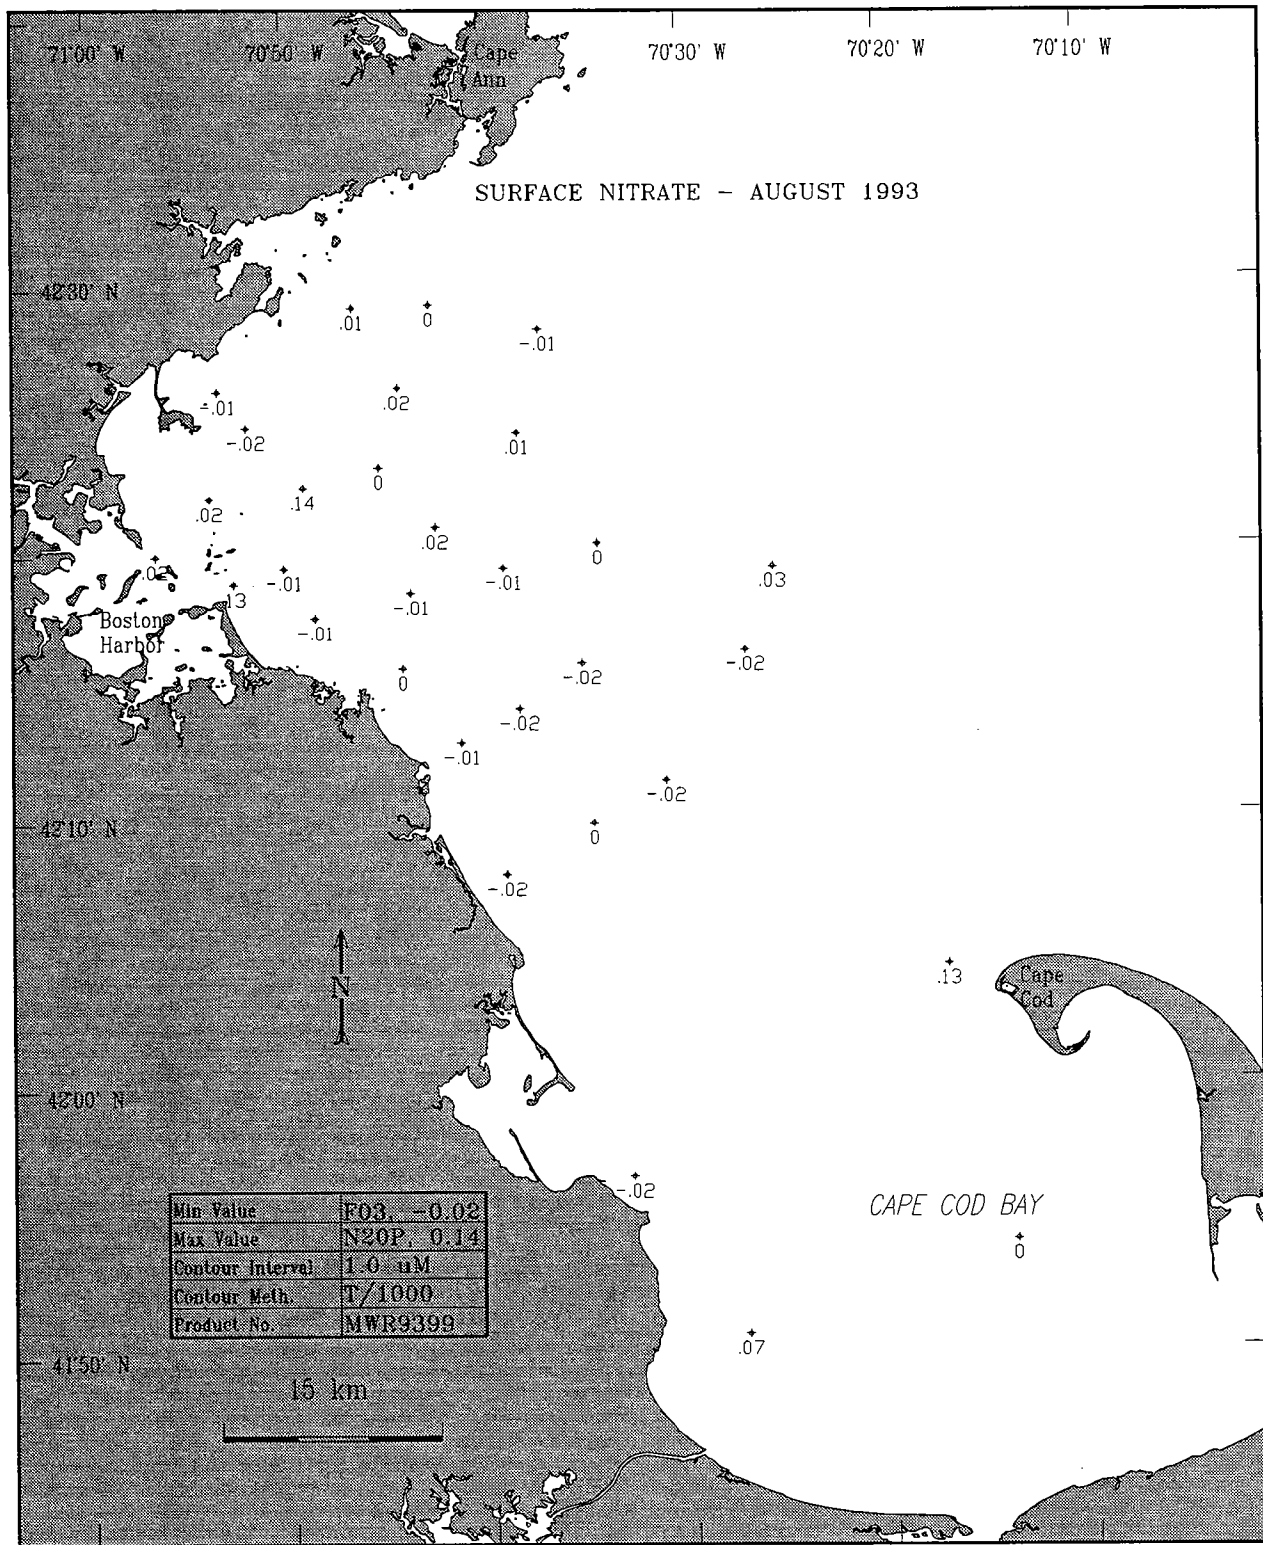 71°00' W 70°50' W 70°30' W 70°20' W 70°10' W
Cape
Ann
SURFACE NITRATE - AUGUST 1993
42°30' N
.01 0 -.01
-.01 .02
-.02 .01
0
.02 .14
.02 0
.02 -.01 -.01 .03
.13 -.01
Boston
Harbor
-.01
0 -.02 -.02
-.02
-.01
-.02
42°10' N
0
-.02
.13
Cape
Cod
N
42°00' N
-.02
CAPE COD BAY
0
Min Value F03, -0.02
Max Value N20P, 0.14
Contour Interval 1.0 uM
Contour Meth. T/1000
Product No. MWR9399
.07
41°50' N
15 km